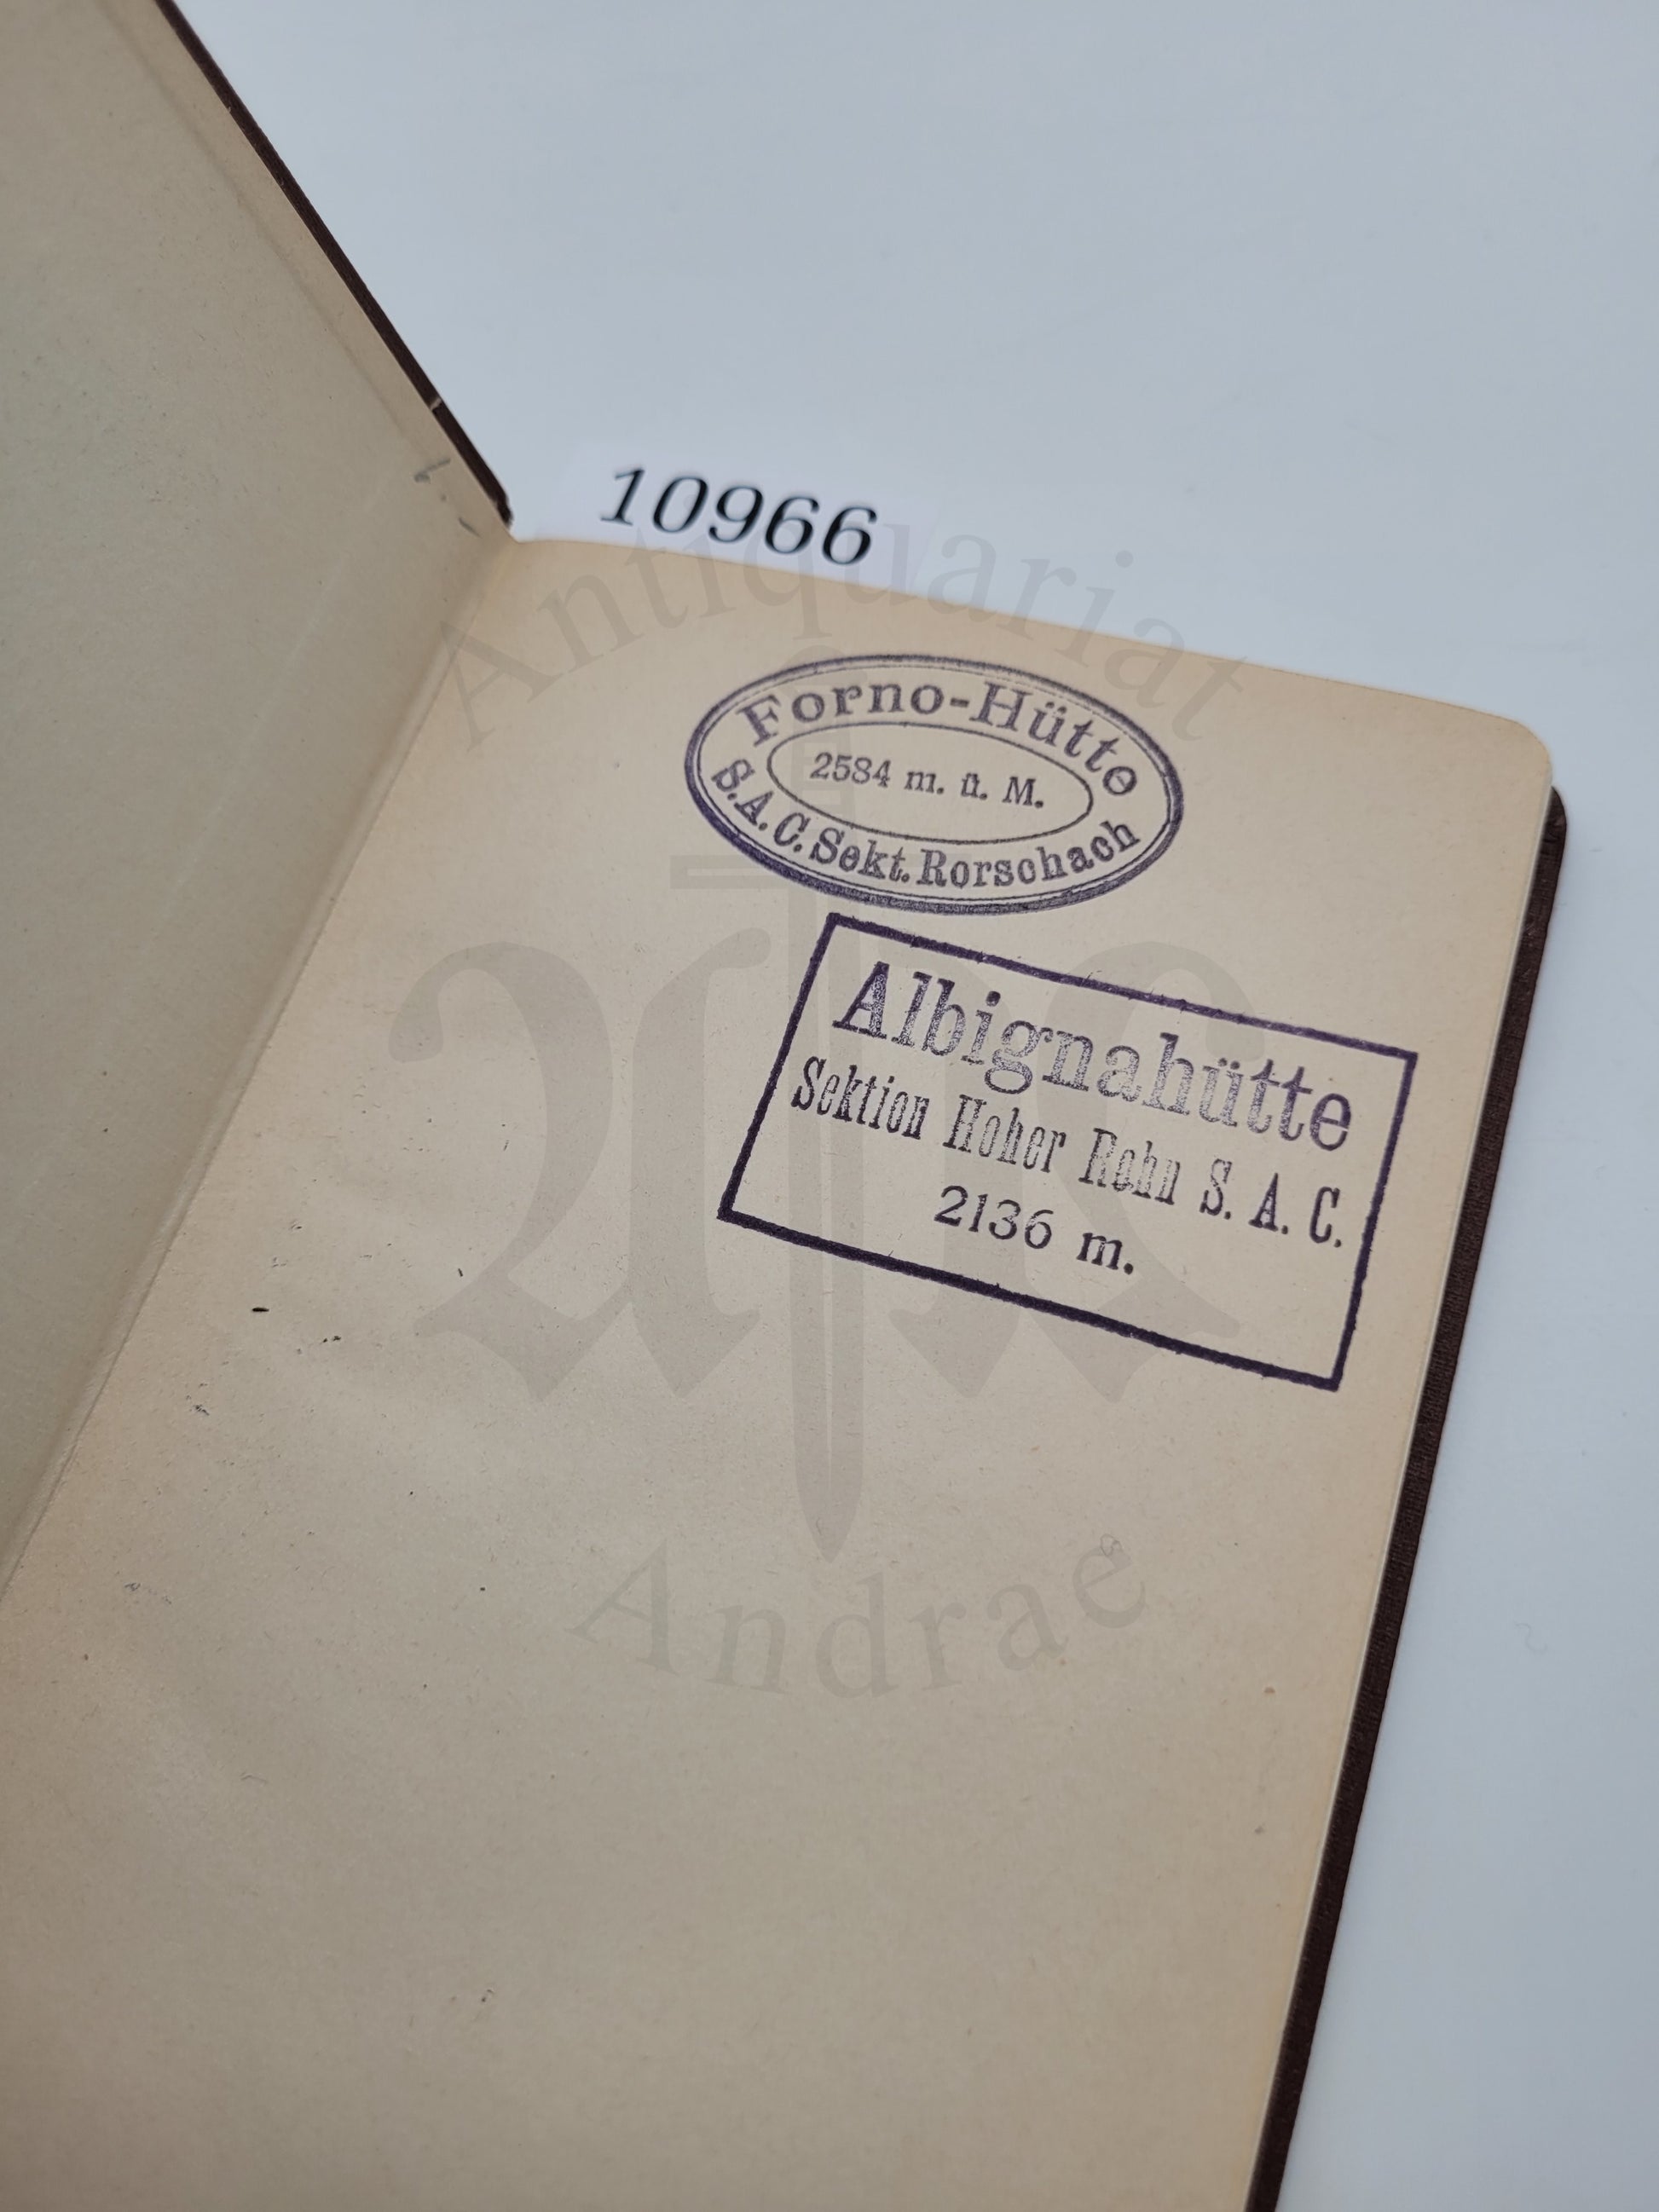 10966
Antiquariat
Forno-Hütte
2584 m. ü. M.
S.A.C. Sekt. Rorschach
Albignahütte
Sektion Hoher Rohn S. A. C.
2136 m.
Andrae